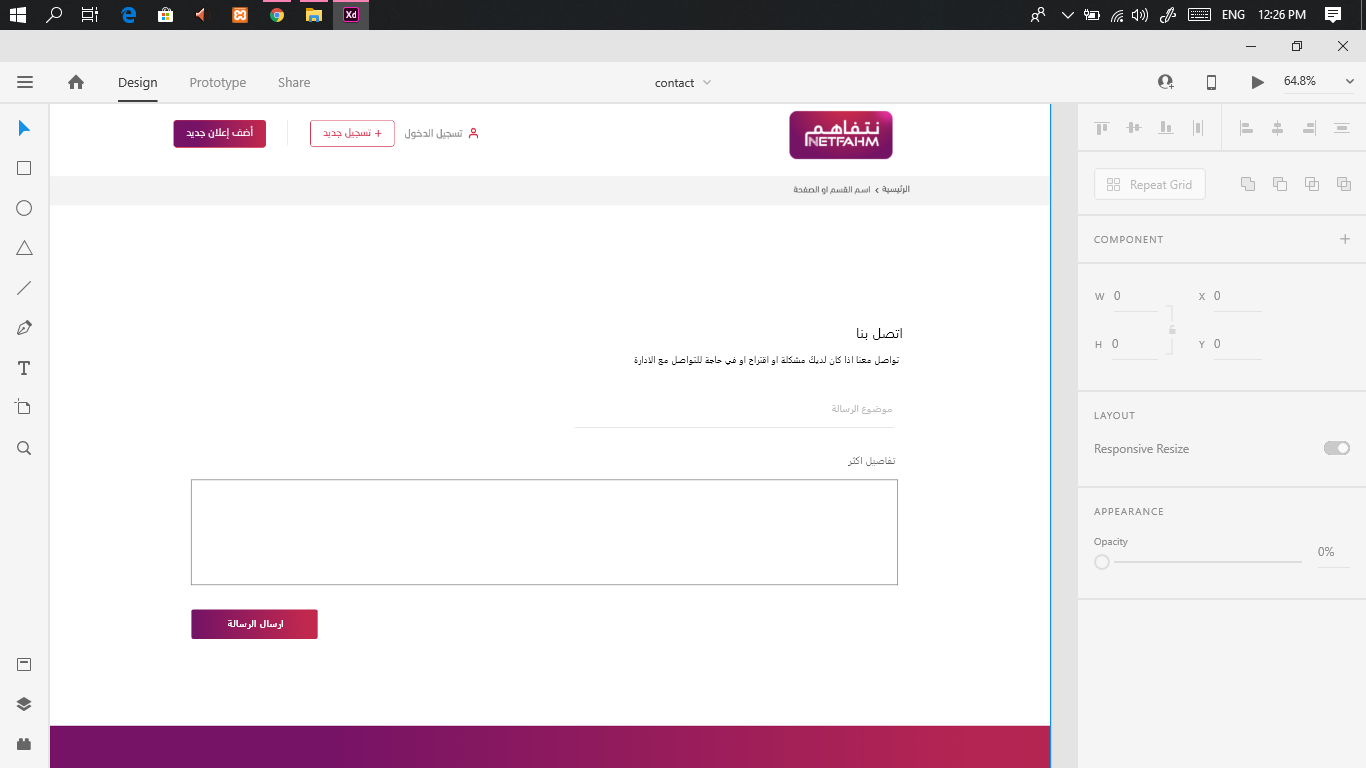 ENG 12:26 PM
Xd
Design Prototype Share contact 64.8%
نتفاهم
NETFAHM
تسجيل الدخول
+ تسجيل جديد
أضف إعلان جديد
الرئيسية › اسم القسم او الصفحة
اتصل بنا
تواصل معنا اذا كان لديك مشكلة او اقتراح او في حاجة للتواصل مع الادارة
موضوع الرسالة
تفاصيل اكثر
ارسال الرسالة
Repeat Grid
COMPONENT
W 0 X 0
H 0 Y 0
LAYOUT
Responsive Resize
APPEARANCE
Opacity
0%